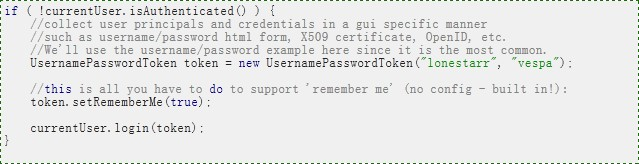 if ( !currentUser.isAuthenticated() ) {
    //collect user principals and credentials in a gui specific manner
    //such as username/password html form, X509 certificate, OpenID, etc.
    //We'll use the username/password example here since it is the most common.
    UsernamePasswordToken token = new UsernamePasswordToken("lonestarr", "vespa");

    //this is all you have to do to support 'remember me' (no config - built in!):
    token.setRememberMe(true);

    currentUser.login(token);
}